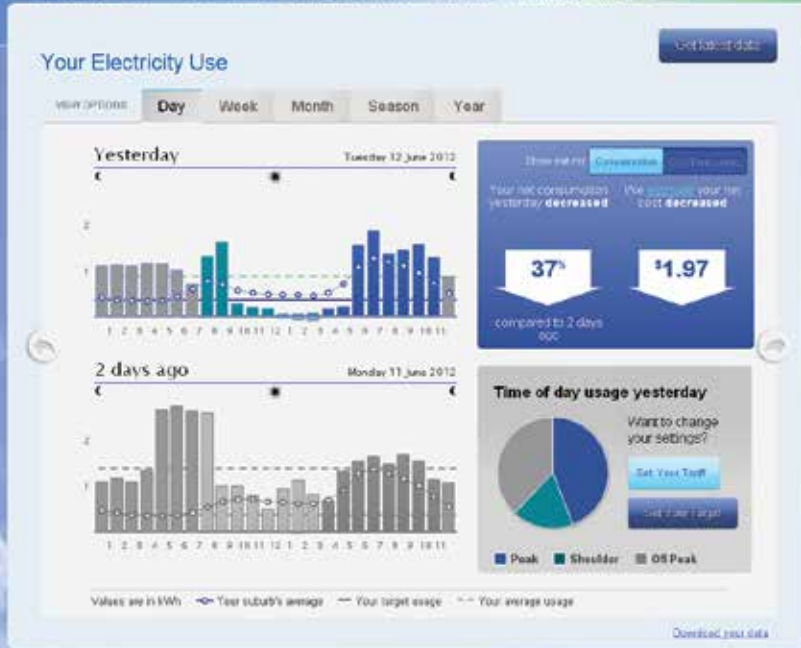 Get latest data
Your Electricity Use
VIEW OPTIONS Day Week Month Season Year
Yesterday Tuesday 12 June 2012
2
1
1 2 3 4 5 6 7 8 9 10 11 12 1 2 3 4 5 6 7 8 9 10 11
2 days ago Monday 11 June 2012
2
1
1 2 3 4 5 6 7 8 9 10 11 12 1 2 3 4 5 6 7 8 9 10 11
Show me my Consumption
Your net consumption
yesterday decreased
We estimate your net
cost decreased
37%
$1.97
compared to 2 days
ago
Time of day usage yesterday
Want to change
your settings?
Set Your Tariff
Set Your Target
Peak Shoulder Off Peak
Values are in kWh Your suburb's average Your target usage Your average usage
Download your data